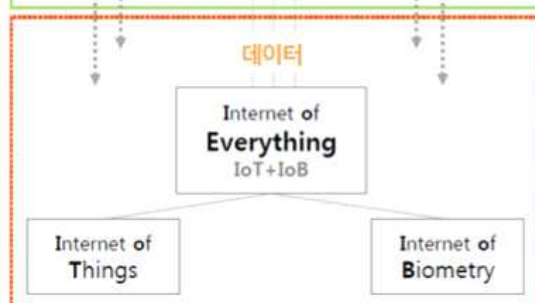 데이터
Internet of
Everything
IoT+IoB
Internet of
Things
Internet of
Biometry